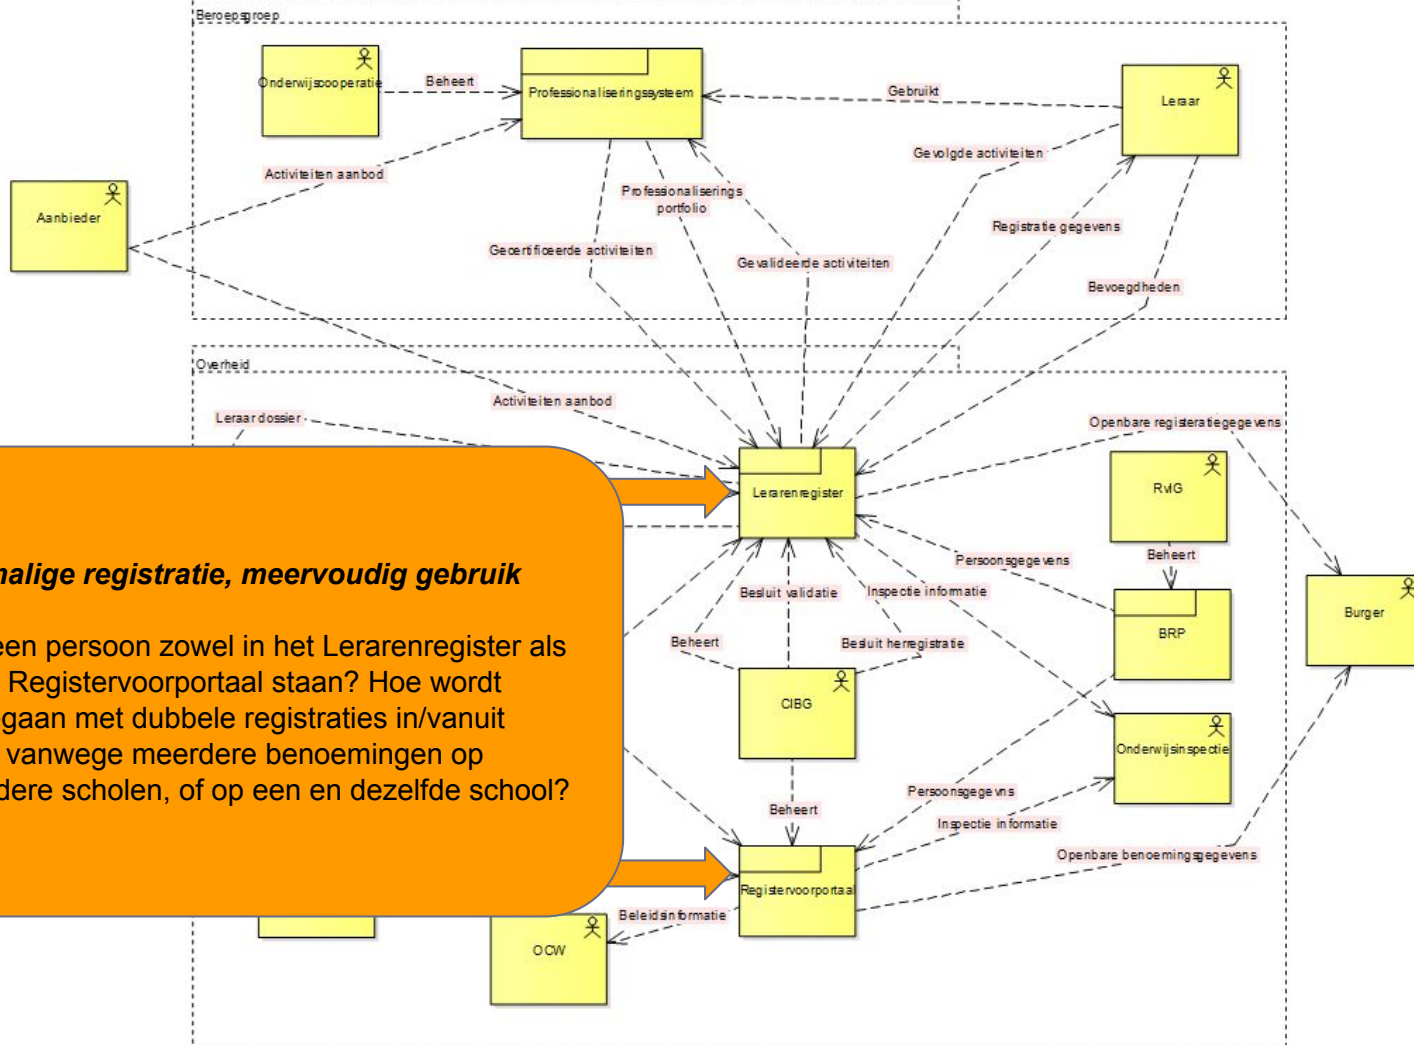 Beroepsgroep
Onderwijscooperatie
Beheert
Professionaliseringssysteem
Gebruikt
Leraar
Activiteiten aanbod
Gevolgde activiteiten
Aanbieder
Professionaliserings
portfolio
Registratie gegevens
Gecertificeerde activiteiten
Gevalideerde activiteiten
Bevoegdheden
Overheid
Activiteiten aanbod
Leraar dossier
Openbare registeratiegegevens
Lerarenregister
RvIG
Beheert
Persoonsgegevens
Besluit validatie
Inspectie informatie
Beheert
Besluit herregistratie
BRP
Burger
CIBG
Onderwijsinspectie
Persoonsgegevns
Beheert
Inspectie informatie
Openbare benoemingsgegevens
Registervoorportaal
Beleidsinformatie
OCW
malige registratie, meervoudig gebruik
een persoon zowel in het Lerarenregister als
Registervoorportaal staan? Hoe wordt
egaan met dubbele registraties in/vanuit
vanwege meerdere benoemingen op
dere scholen, of op een en dezelfde school?